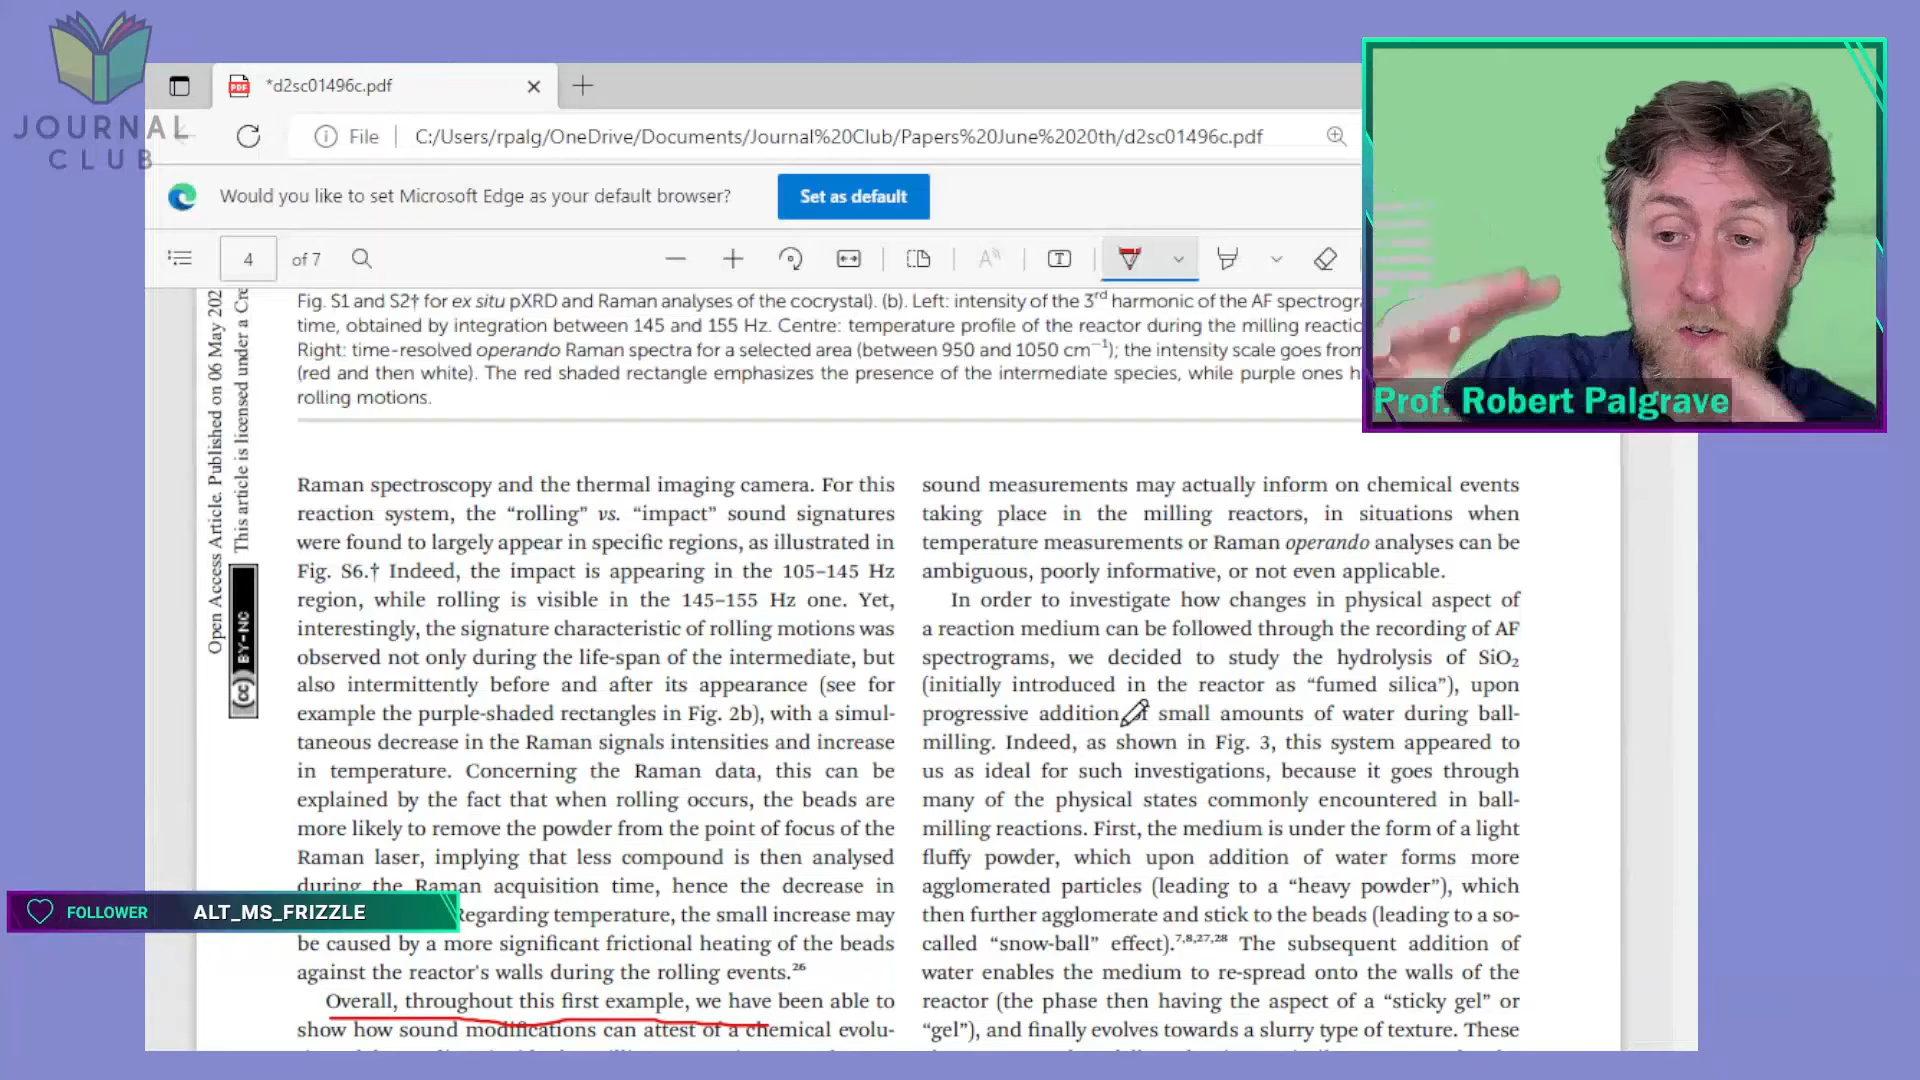 JOURNAL
CLUB
*d2sc01496c.pdf
File
C:/Users/rpalg/OneDrive/Documents/Journal%20Club/Papers%20June%2020th/d2sc01496c.pdf
Would you like to set Microsoft Edge as your default browser?
Set as default
4 of 7
Open Access Article. Published on 06 May 202
This article is licensed under a Cre
(cc) BY-NC
Fig. S1 and S2† for ex situ pXRD and Raman analyses of the cocrystal). (b). Left: intensity of the 3rd harmonic of the AF spectrogra
time, obtained by integration between 145 and 155 Hz. Centre: temperature profile of the reactor during the milling reactio
Right: time-resolved operando Raman spectra for a selected area (between 950 and 1050 cm−1); the intensity scale goes from
(red and then white). The red shaded rectangle emphasizes the presence of the intermediate species, while purple ones h
rolling motions.
Raman spectroscopy and the thermal imaging camera. For this
reaction system, the “rolling” vs. “impact” sound signatures
were found to largely appear in specific regions, as illustrated in
Fig. S6.† Indeed, the impact is appearing in the 105–145 Hz
region, while rolling is visible in the 145–155 Hz one. Yet,
interestingly, the signature characteristic of rolling motions was
observed not only during the life-span of the intermediate, but
also intermittently before and after its appearance (see for
example the purple-shaded rectangles in Fig. 2b), with a simul-
taneous decrease in the Raman signals intensities and increase
in temperature. Concerning the Raman data, this can be
explained by the fact that when rolling occurs, the beads are
more likely to remove the powder from the point of focus of the
Raman laser, implying that less compound is then analysed
during the Raman acquisition time, hence the decrease in
Regarding temperature, the small increase may
be caused by a more significant frictional heating of the beads
against the reactor's walls during the rolling events.26
Overall, throughout this first example, we have been able to
show how sound modifications can attest of a chemical evolu-
sound measurements may actually inform on chemical events
taking place in the milling reactors, in situations when
temperature measurements or Raman operando analyses can be
ambiguous, poorly informative, or not even applicable.
In order to investigate how changes in physical aspect of
a reaction medium can be followed through the recording of AF
spectrograms, we decided to study the hydrolysis of SiO2
(initially introduced in the reactor as “fumed silica”), upon
progressive addition of small amounts of water during ball-
milling. Indeed, as shown in Fig. 3, this system appeared to
us as ideal for such investigations, because it goes through
many of the physical states commonly encountered in ball-
milling reactions. First, the medium is under the form of a light
fluffy powder, which upon addition of water forms more
agglomerated particles (leading to a “heavy powder”), which
then further agglomerate and stick to the beads (leading to a so-
called “snow-ball” effect).7,8,27,28 The subsequent addition of
water enables the medium to re-spread onto the walls of the
reactor (the phase then having the aspect of a “sticky gel” or
“gel”), and finally evolves towards a slurry type of texture. These
Prof. Robert Palgrave
FOLLOWER ALT_MS_FRIZZLE